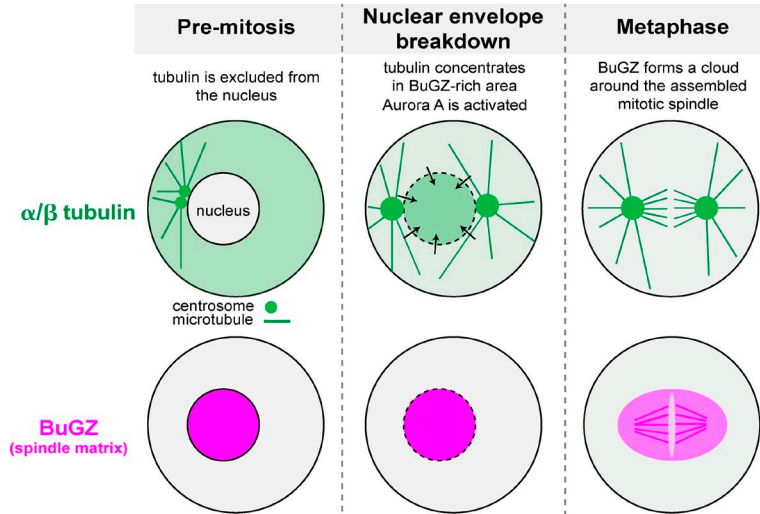 Pre-mitosis
Nuclear envelope
breakdown
Metaphase
tubulin is excluded from
the nucleus
tubulin concentrates
in BuGZ-rich area
Aurora A is activated
BuGZ forms a cloud
around the assembled
mitotic spindle
α/β tubulin
nucleus
centrosome
microtubule
BuGZ
(spindle matrix)